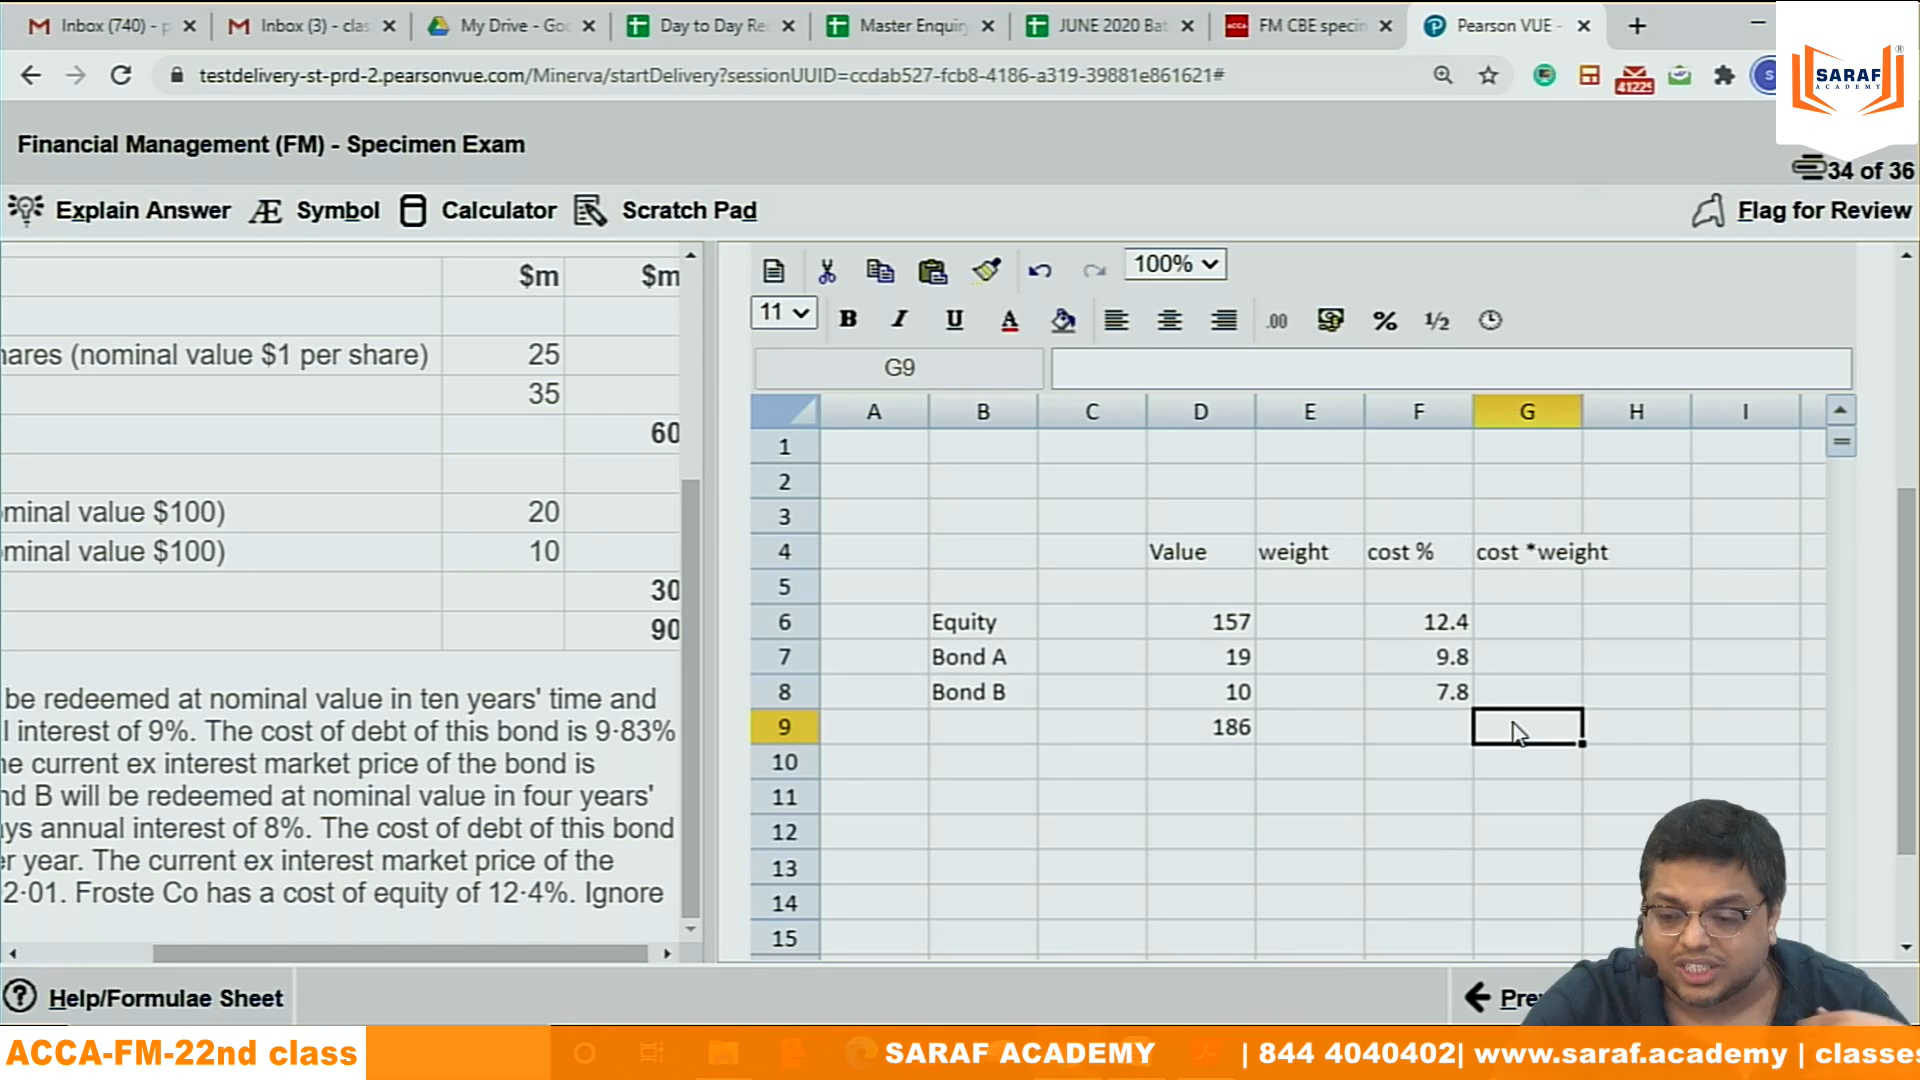 Inbox (740) - p
Inbox (3) - clas
My Drive - Goo
Day to Day Re
Master Enquiry
JUNE 2020 Bat
FM CBE specim
Pearson VUE -
testdelivery-st-prd-2.pearsonvue.com/Minerva/startDelivery?sessionUUID=ccdab527-fcb8-4186-a319-39881e861621#
41225
S
SARAF
ACADEMY
Financial Management (FM) - Specimen Exam
34 of 36
Explain Answer
Symbol
Calculator
Scratch Pad
Flag for Review
$m $m
hares (nominal value $1 per share) 25
35
60
minal value $100) 20
minal value $100) 10
30
90
be redeemed at nominal value in ten years' time and
l interest of 9%. The cost of debt of this bond is 9·83%
he current ex interest market price of the bond is
nd B will be redeemed at nominal value in four years'
ys annual interest of 8%. The cost of debt of this bond
er year. The current ex interest market price of the
2·01. Froste Co has a cost of equity of 12·4%. Ignore
100%
11 B I U A .00 % 1/2
G9
A B C D E F G H I
1
2
3
4 Value weight cost % cost *weight
5
6 Equity 157 12.4
7 Bond A 19 9.8
8 Bond B 10 7.8
9 186
10
11
12
13
14
15
Help/Formulae Sheet
Pre
ACCA-FM-22nd class
SARAF ACADEMY | 844 4040402| www.saraf.academy | classes